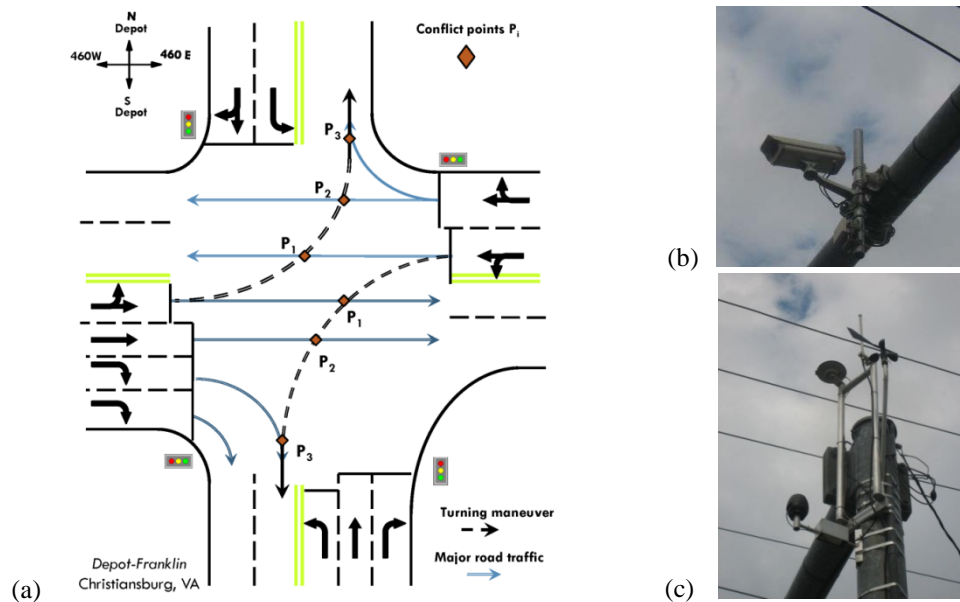 N
Depot
460W
460 E
S
Depot
Conflict points Pᵢ
P₃
P₂
P₁
P₁
P₂
P₃
Turning maneuver
Major road traffic
Depot-Franklin
Christiansburg, VA
(a)
(b)
(c)